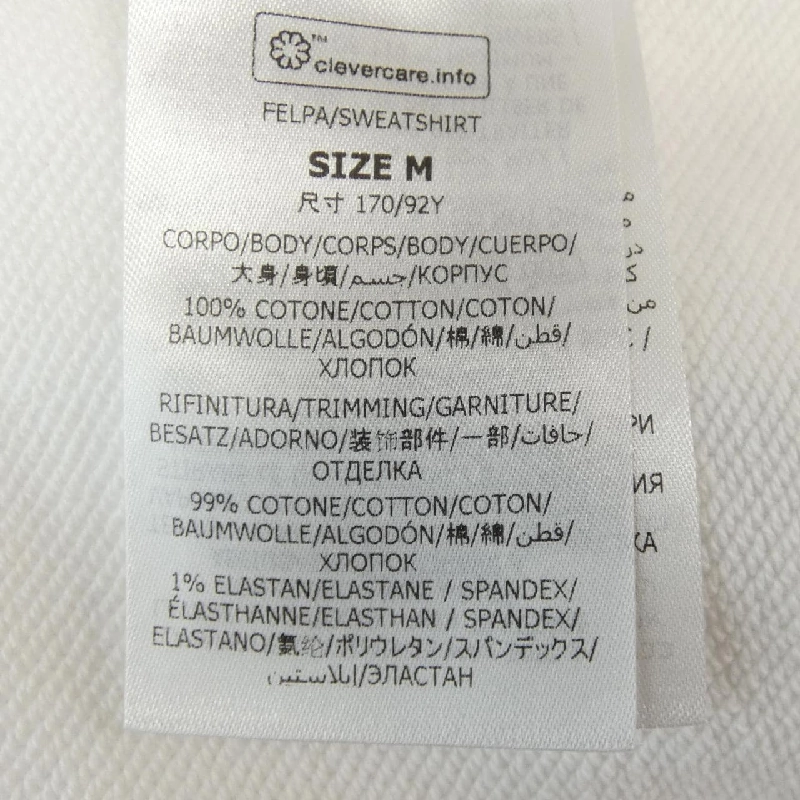 ™
clevercare.info
FELPA/SWEATSHIRT
SIZE M
尺寸 170/92Y
CORPO/BODY/CORPS/BODY/CUERPO/
大身/身頃/جسم/КОРПУС
100% COTONE/COTTON/COTON/
BAUMWOLLE/ALGODÓN/棉/綿/قطن/
ХЛОПОК
RIFINITURA/TRIMMING/GARNITURE/
BESATZ/ADORNO/装饰部件/一部/حافات/
ОТДЕЛКА
99% COTONE/COTTON/COTON/
BAUMWOLLE/ALGODÓN/棉/綿/قطن/
ХЛОПОК
1% ELASTAN/ELASTANE / SPANDEX/
ÉLASTHANNE/ELASTHAN / SPANDEX/
ELASTANO/氨纶/ポリウレタン/スパンデックス/
إيلاستين/ЭЛАСТАН